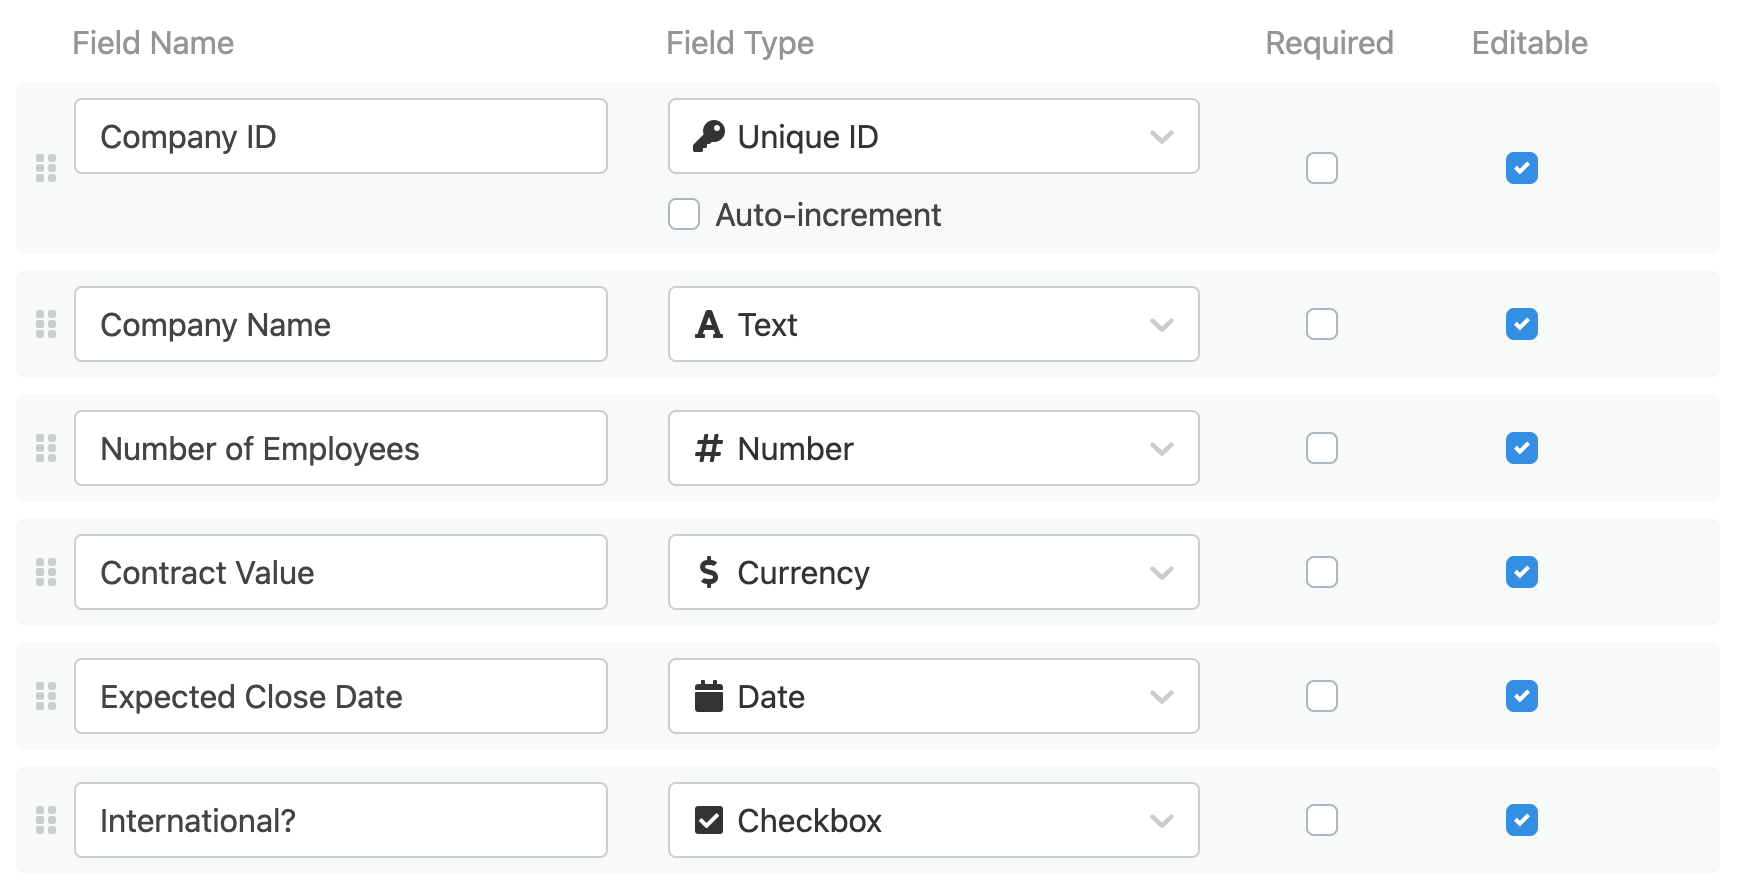 Field Name Field Type Required Editable
Company ID Unique ID
Auto-increment
Company Name Text
Number of Employees Number
Contract Value Currency
Expected Close Date Date
International? Checkbox